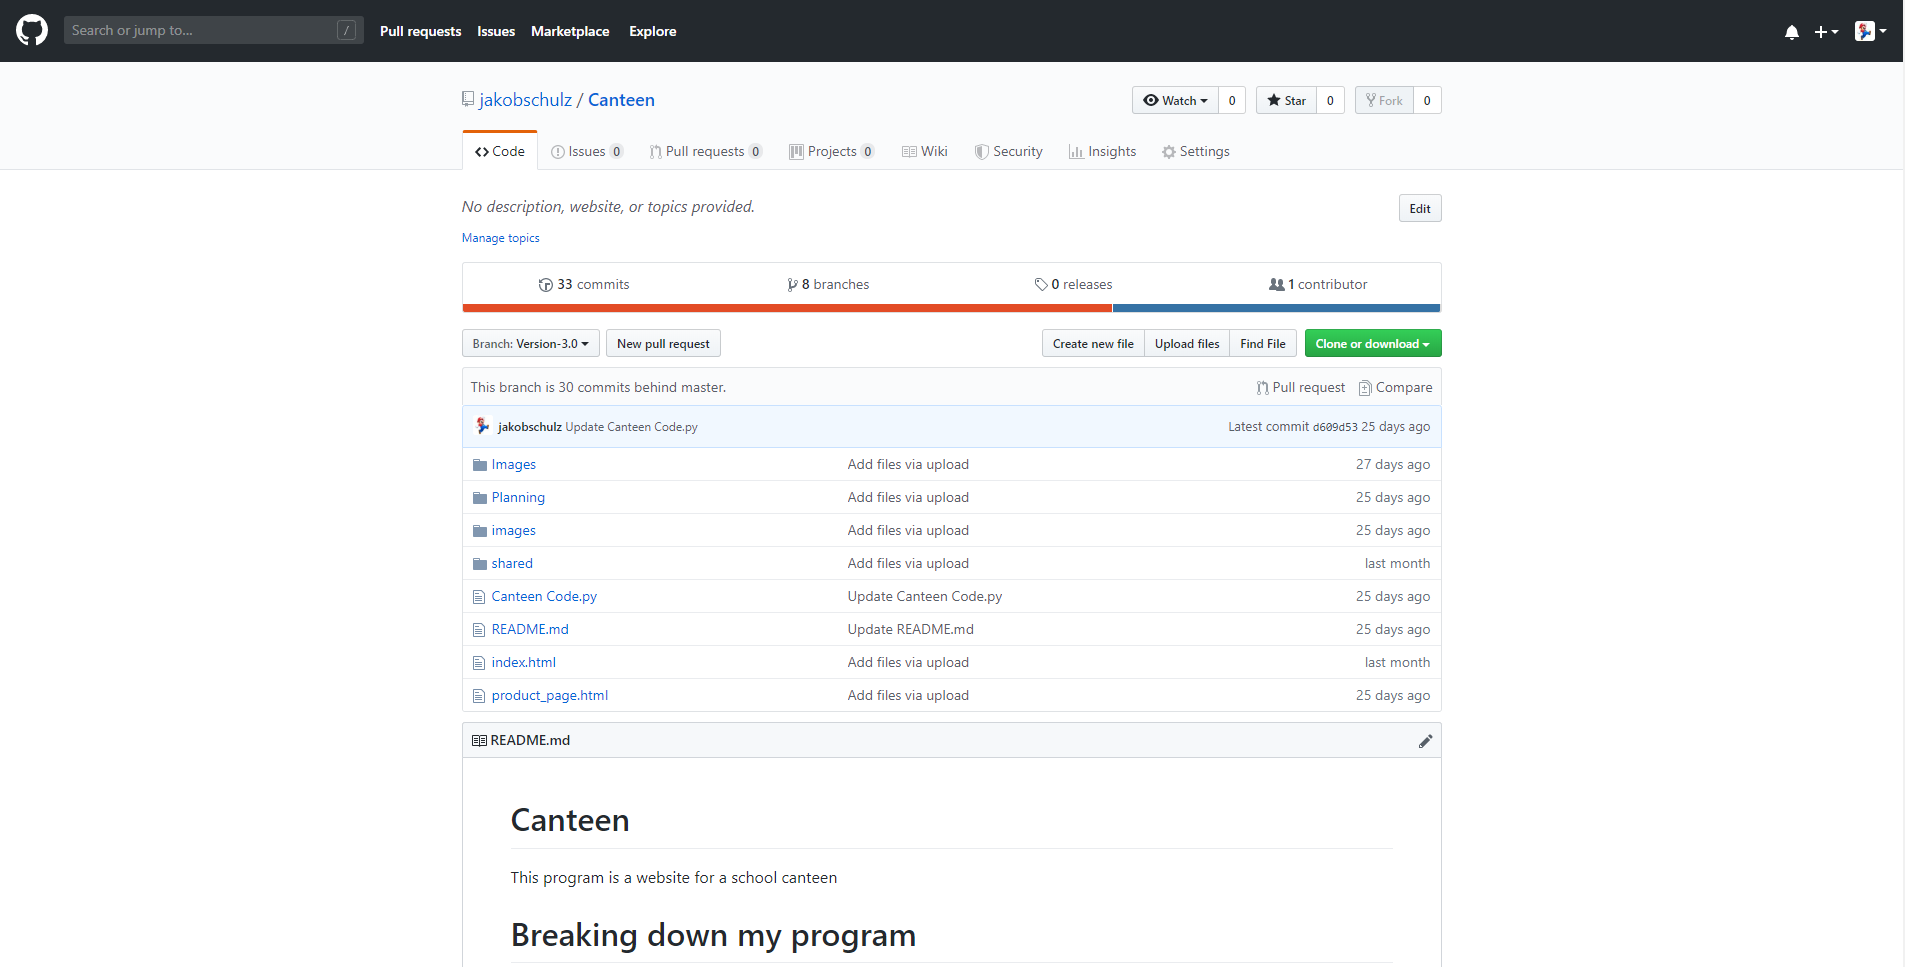 Search or jump to... /
Pull requests Issues Marketplace Explore
jakobschulz / Canteen
Watch 0 Star 0 Fork 0
Code Issues 0 Pull requests 0 Projects 0 Wiki Security Insights Settings
No description, website, or topics provided.
Edit
Manage topics
33 commits 8 branches 0 releases 1 contributor
Branch: Version-3.0 New pull request Create new file Upload files Find File Clone or download
This branch is 30 commits behind master. Pull request Compare
jakobschulz Update Canteen Code.py Latest commit d609d53 25 days ago
Images Add files via upload 27 days ago
Planning Add files via upload 25 days ago
images Add files via upload 25 days ago
shared Add files via upload last month
Canteen Code.py Update Canteen Code.py 25 days ago
README.md Update README.md 25 days ago
index.html Add files via upload last month
product_page.html Add files via upload 25 days ago
README.md
Canteen
This program is a website for a school canteen
Breaking down my program